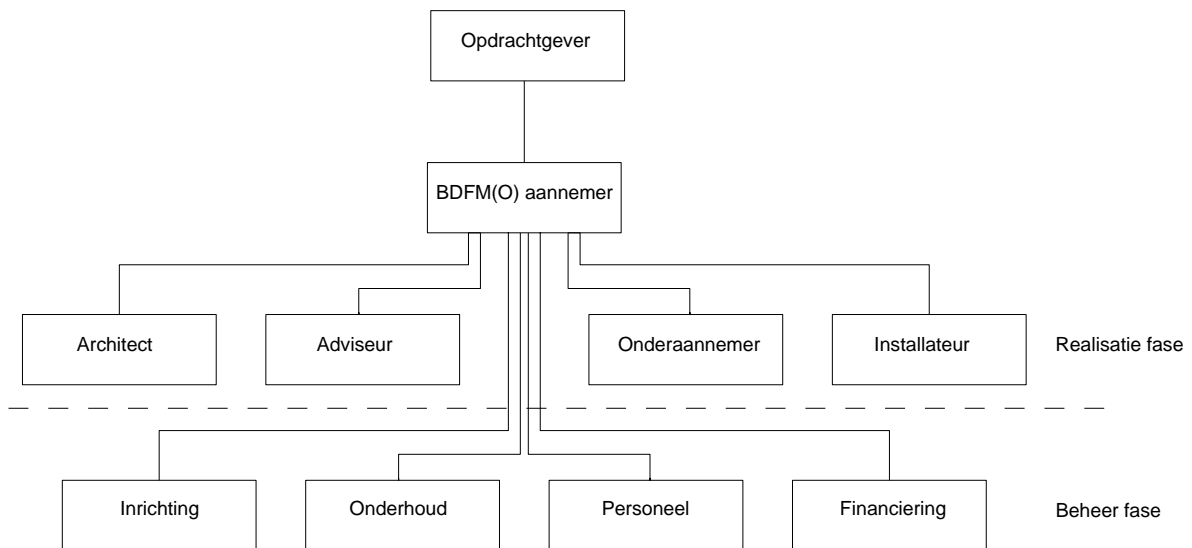 Opdrachtgever
BDFM(O) aannemer
Architect
Adviseur
Onderaannemer
Installateur
Realisatie fase
Inrichting
Onderhoud
Personeel
Financiering
Beheer fase